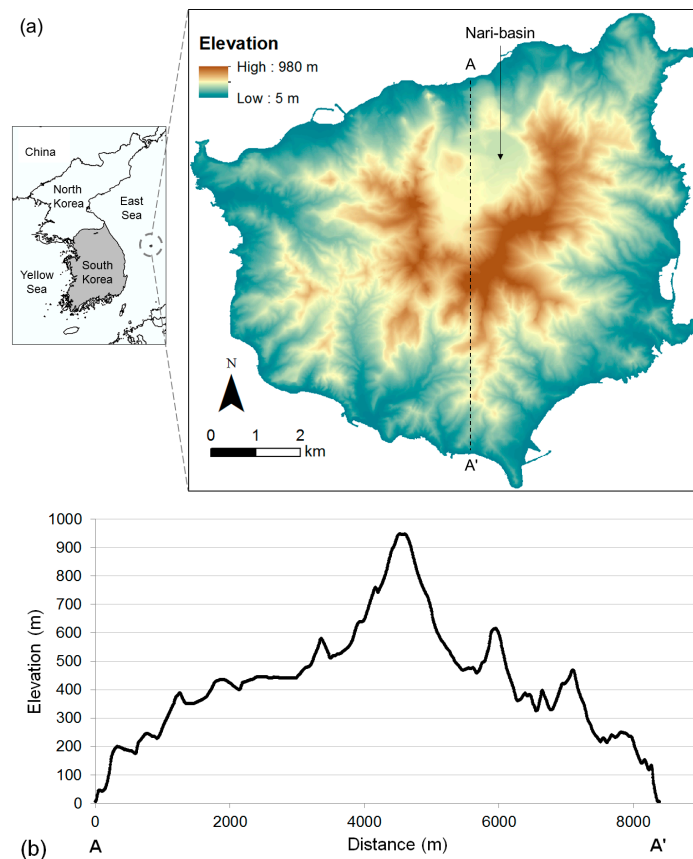 (a)
Elevation
High : 980 m
Low : 5 m
Nari-basin
A
China
North
Korea
East
Sea
South
Korea
Yellow
Sea
N
0 1 2
km
A'
1000
900
800
700
600
500
400
300
200
100
0
Elevation (m)
0 2000 4000 6000 8000
(b)
A
Distance (m)
A'